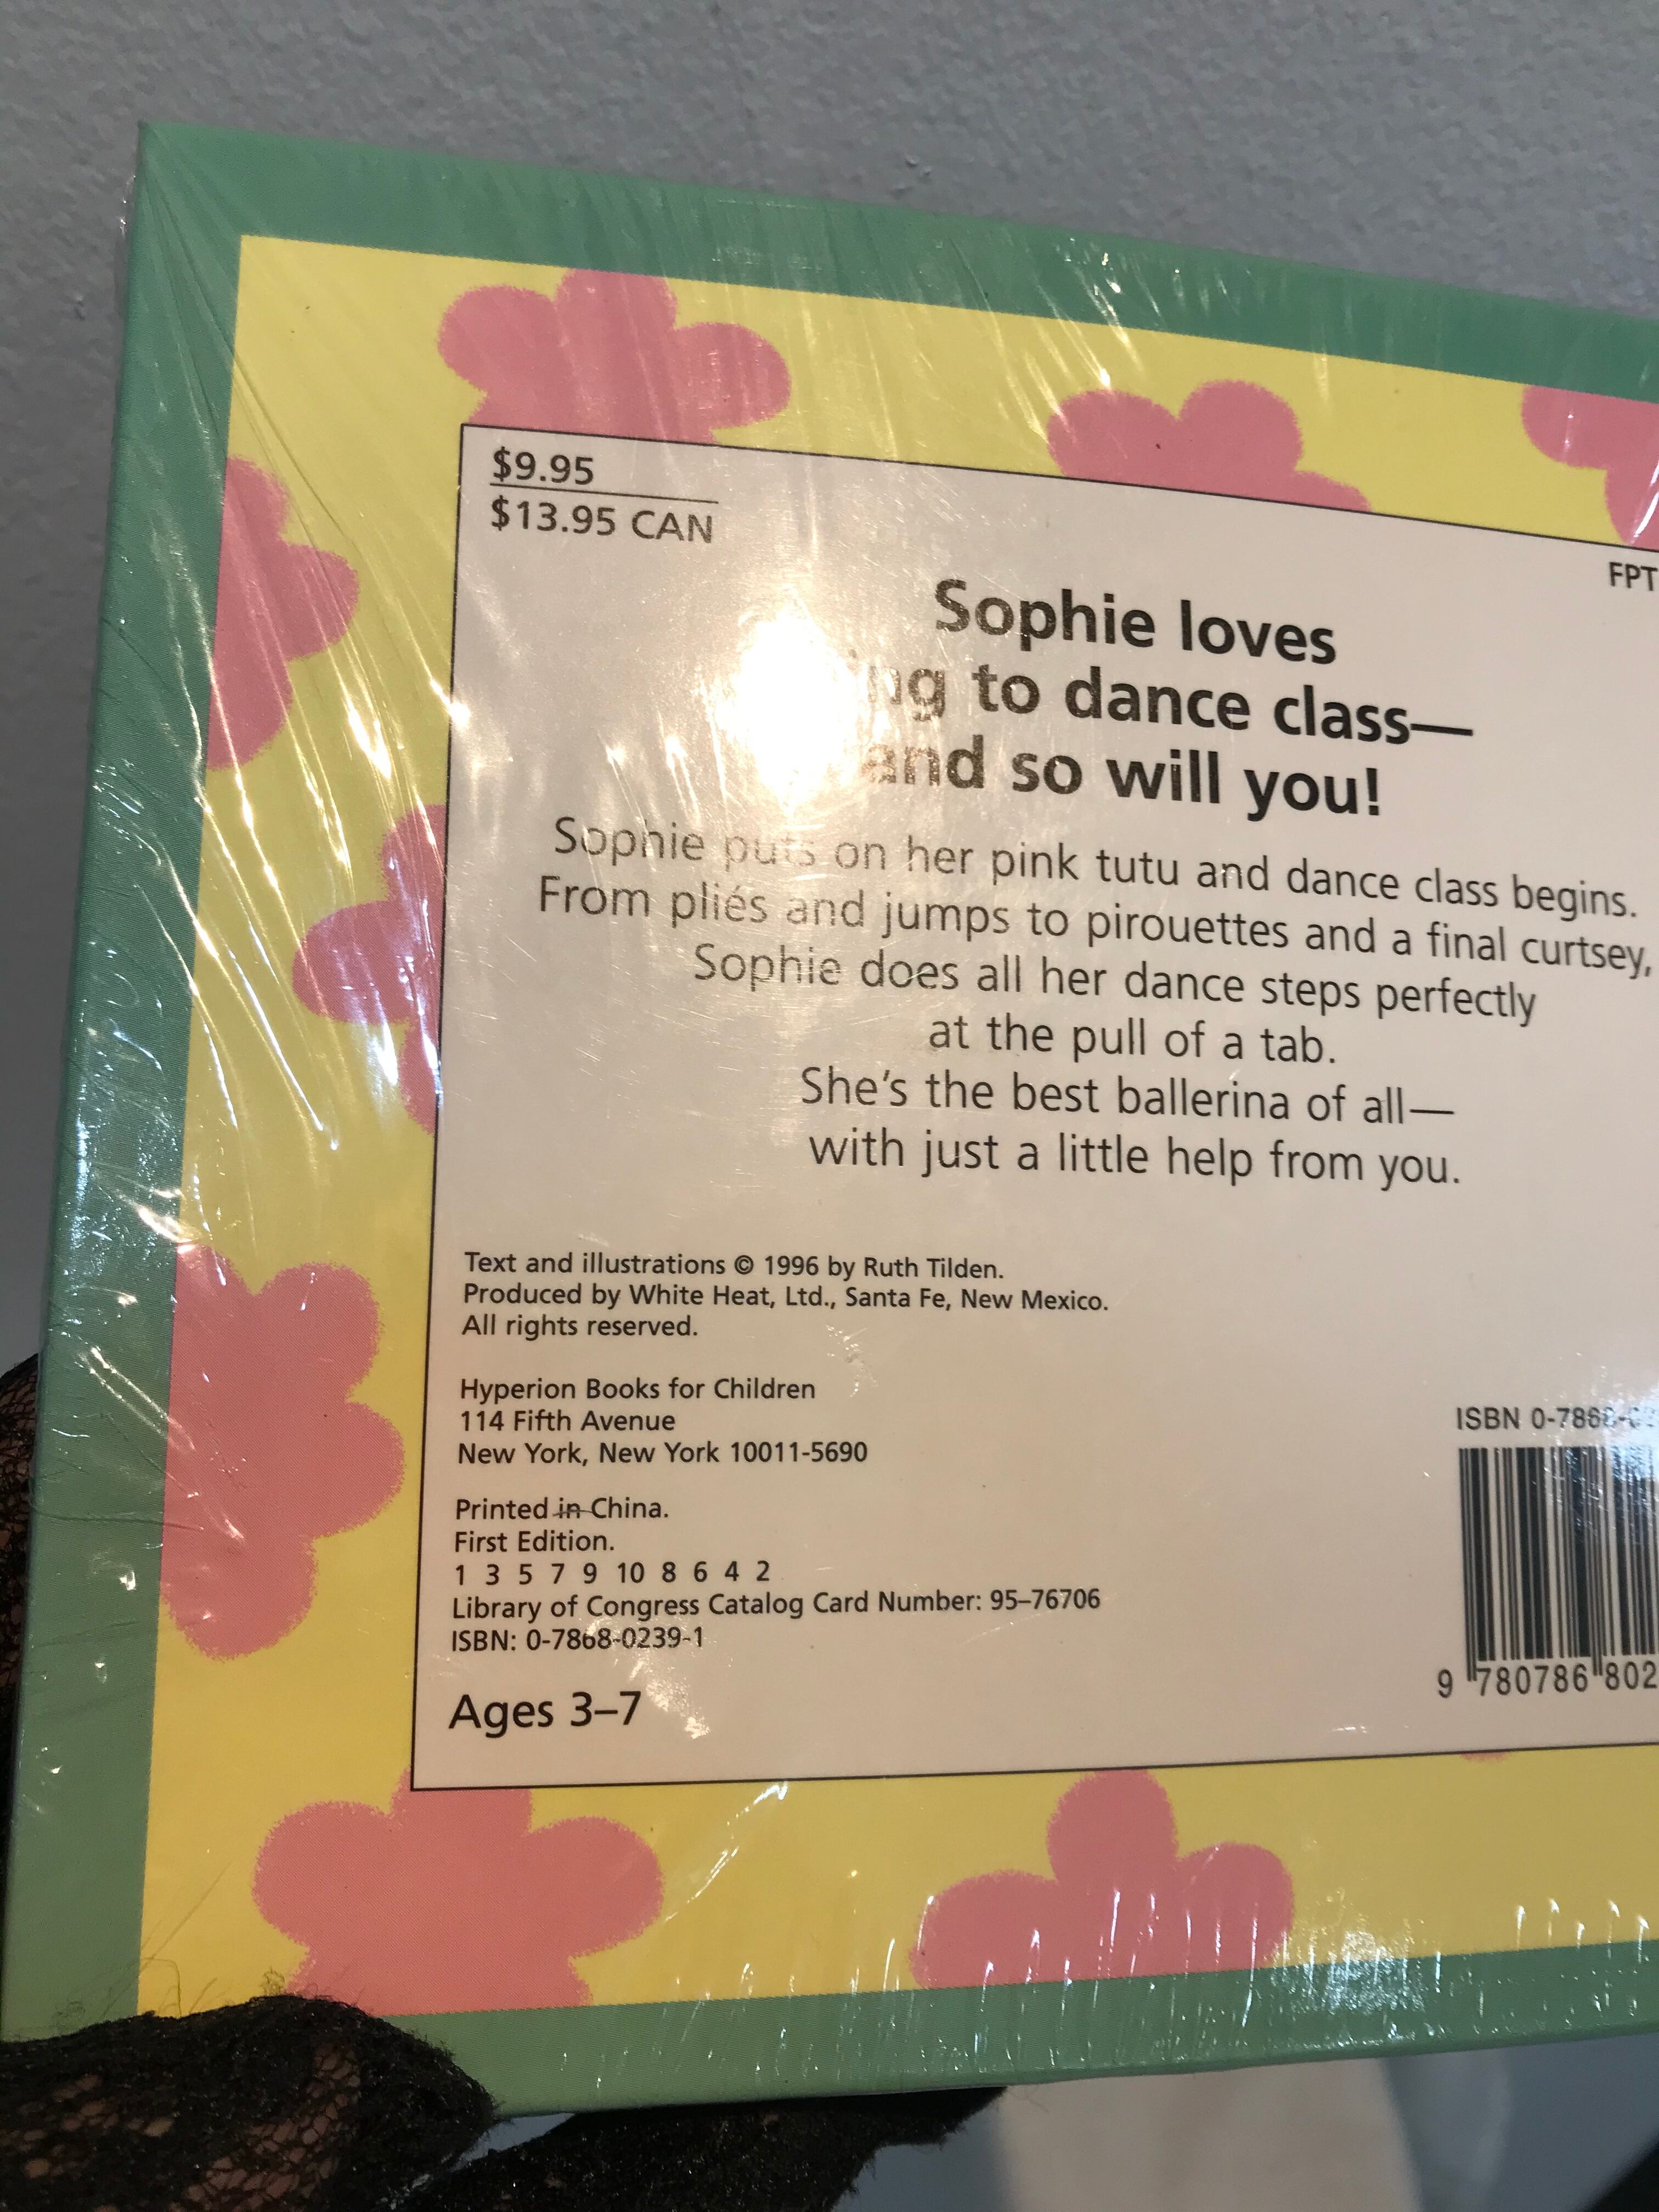 $9.95
$13.95 CAN
FPT
Sophie loves
to dance class—
and so will you!
Sophie puts on her pink tutu and dance class begins.
From pliés and jumps to pirouettes and a final curtsey,
Sophie does all her dance steps perfectly
at the pull of a tab.
She's the best ballerina of all—
with just a little help from you.
Text and illustrations © 1996 by Ruth Tilden.
Produced by White Heat, Ltd., Santa Fe, New Mexico.
All rights reserved.
Hyperion Books for Children
114 Fifth Avenue
New York, New York 10011-5690
Printed in China.
First Edition.
1 3 5 7 9 10 8 6 4 2
Library of Congress Catalog Card Number: 95–76706
ISBN: 0-7868-0239-1
Ages 3–7
ISBN
9 780786 802